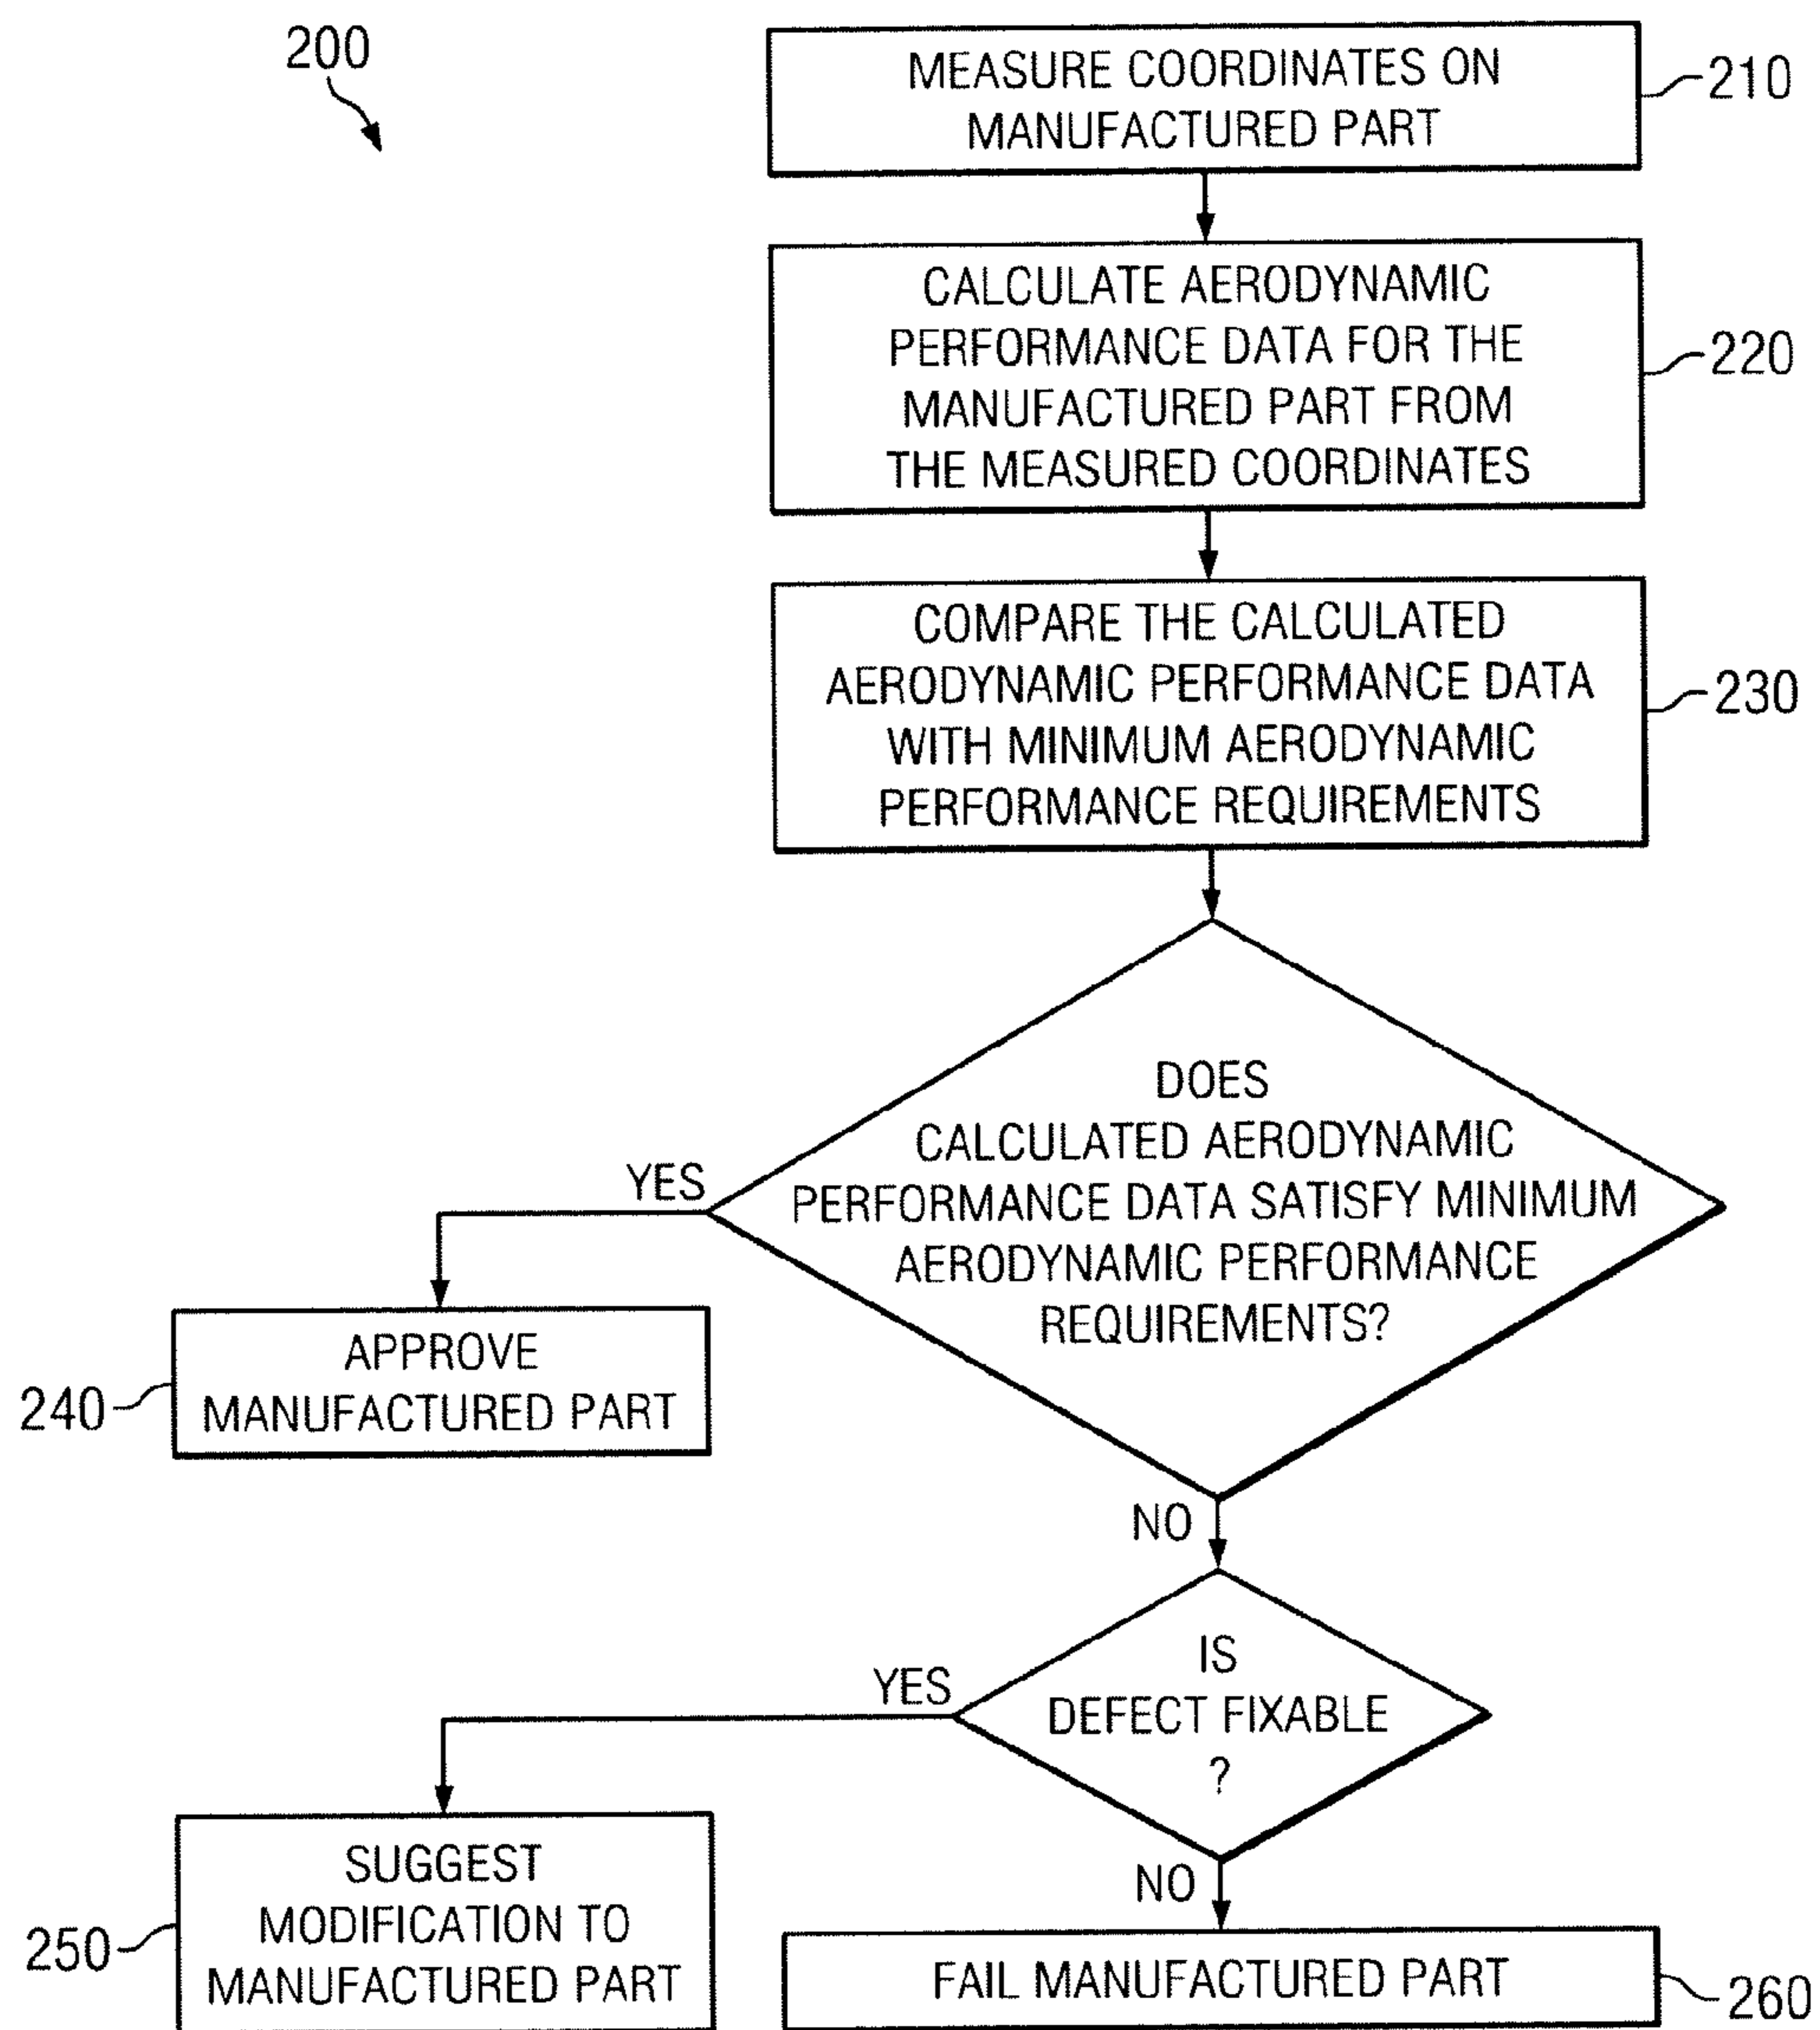 200
MEASURE COORDINATES ON
MANUFACTURED PART
210
CALCULATE AERODYNAMIC
PERFORMANCE DATA FOR THE
MANUFACTURED PART FROM
THE MEASURED COORDINATES
220
COMPARE THE CALCULATED
AERODYNAMIC PERFORMANCE DATA
WITH MINIMUM AERODYNAMIC
PERFORMANCE REQUIREMENTS
230
DOES
CALCULATED AERODYNAMIC
PERFORMANCE DATA SATISFY MINIMUM
AERODYNAMIC PERFORMANCE
REQUIREMENTS?
YES
APPROVE
MANUFACTURED PART
240
NO
IS
DEFECT FIXABLE
?
YES
SUGGEST
MODIFICATION TO
MANUFACTURED PART
250
NO
FAIL MANUFACTURED PART
260